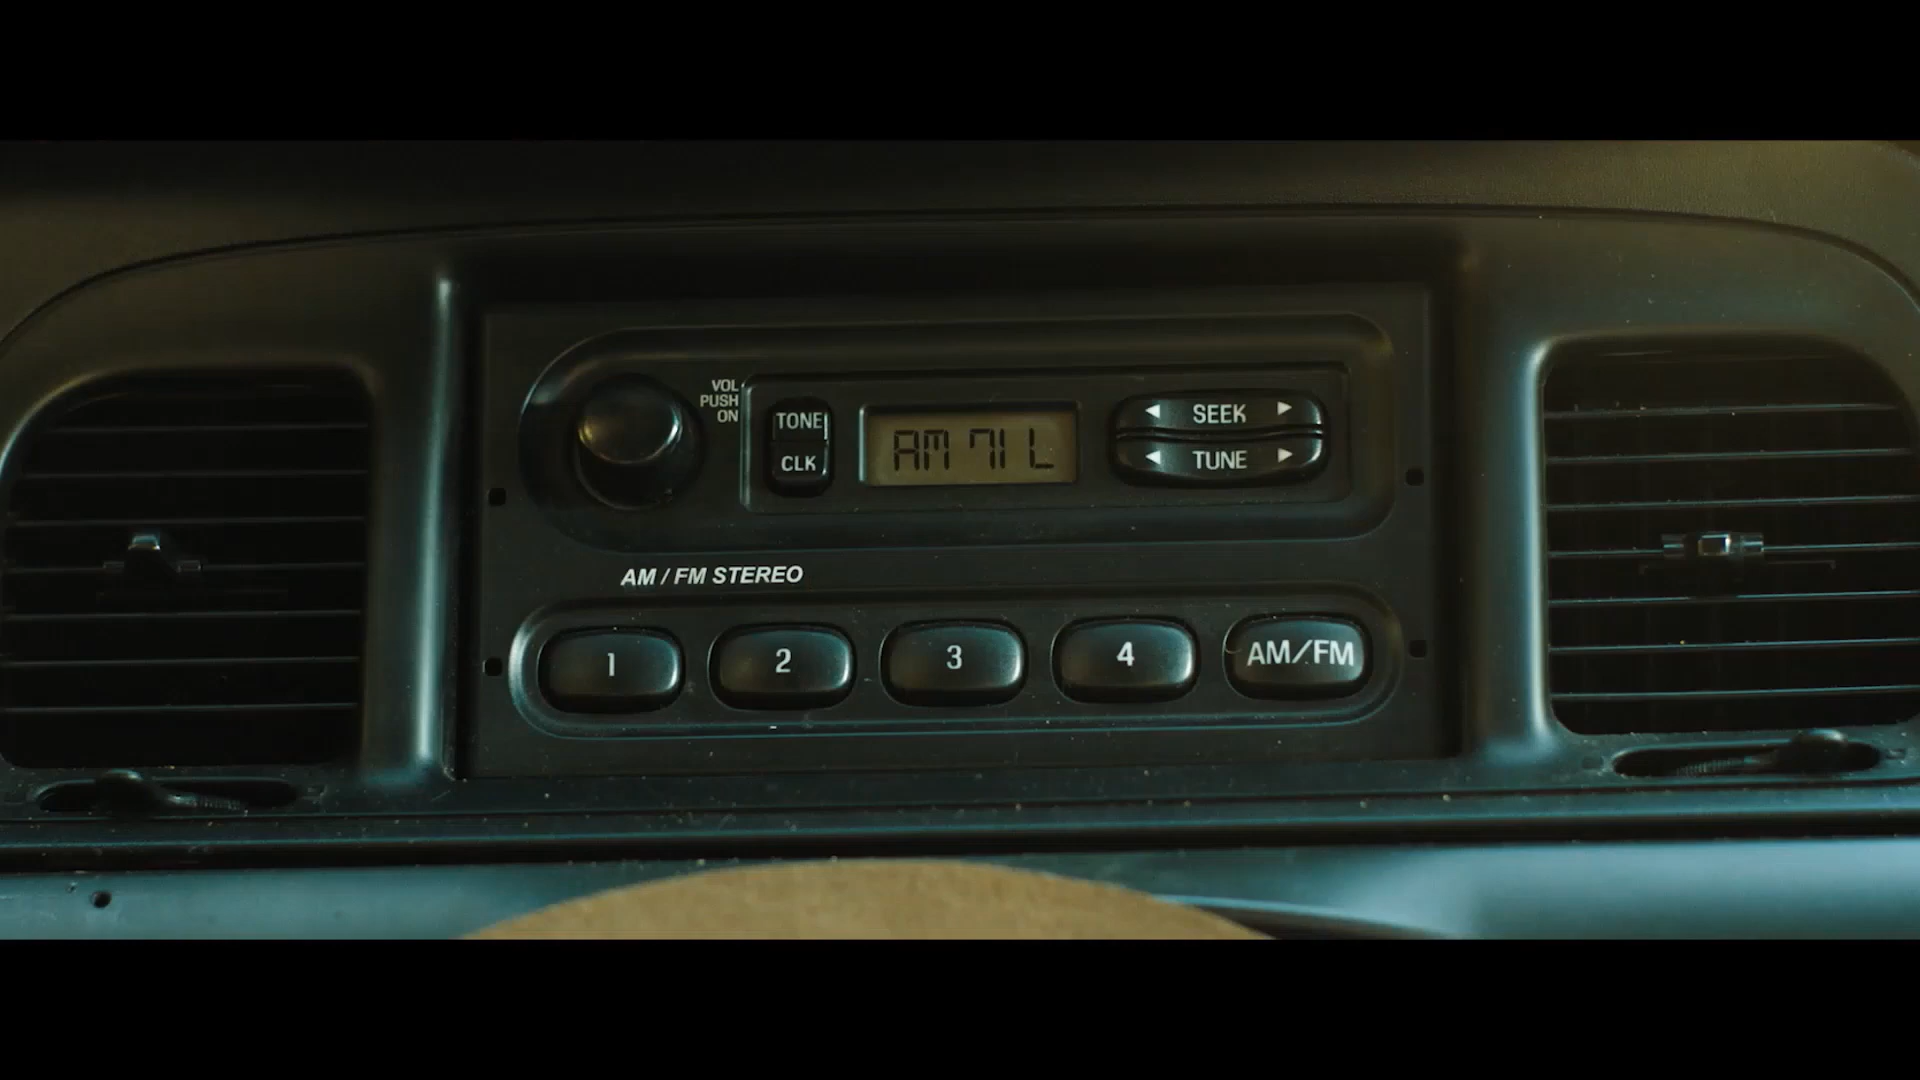 VOL
PUSH
ON
TONE
CLK
AM 71 L
SEEK
TUNE
AM / FM STEREO
1 2 3 4 AM/FM